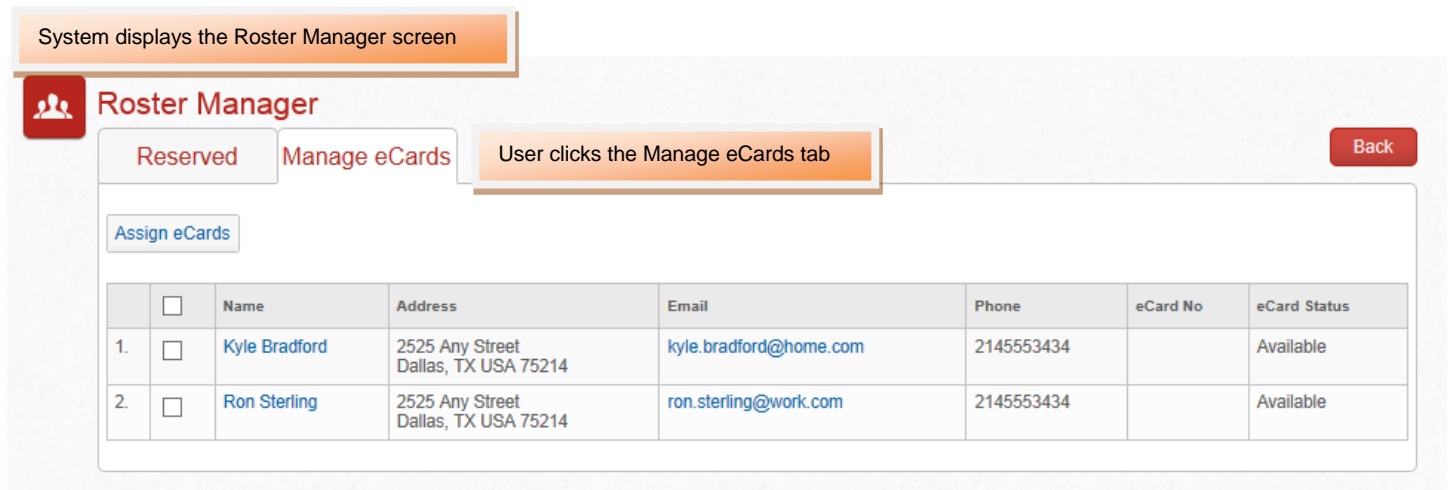 System displays the Roster Manager screen
Roster Manager
Reserved Manage eCards User clicks the Manage eCards tab Back
Assign eCards
Name Address Email Phone eCard No eCard Status
1. Kyle Bradford 2525 Any Street kyle.bradford@home.com 2145553434 Available
Dallas, TX USA 75214
2. Ron Sterling 2525 Any Street ron.sterling@work.com 2145553434 Available
Dallas, TX USA 75214